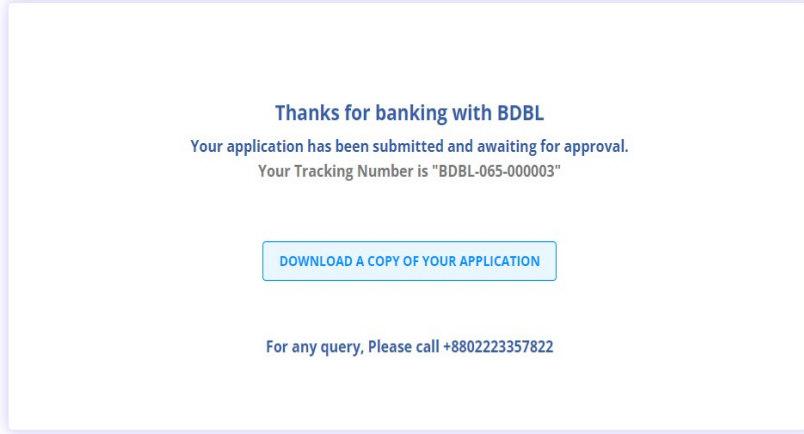 Thanks for banking with BDBL
Your application has been submitted and awaiting for approval.
Your Tracking Number is "BDBL-065-000003"
DOWNLOAD A COPY OF YOUR APPLICATION
For any query, Please call +8802223357822